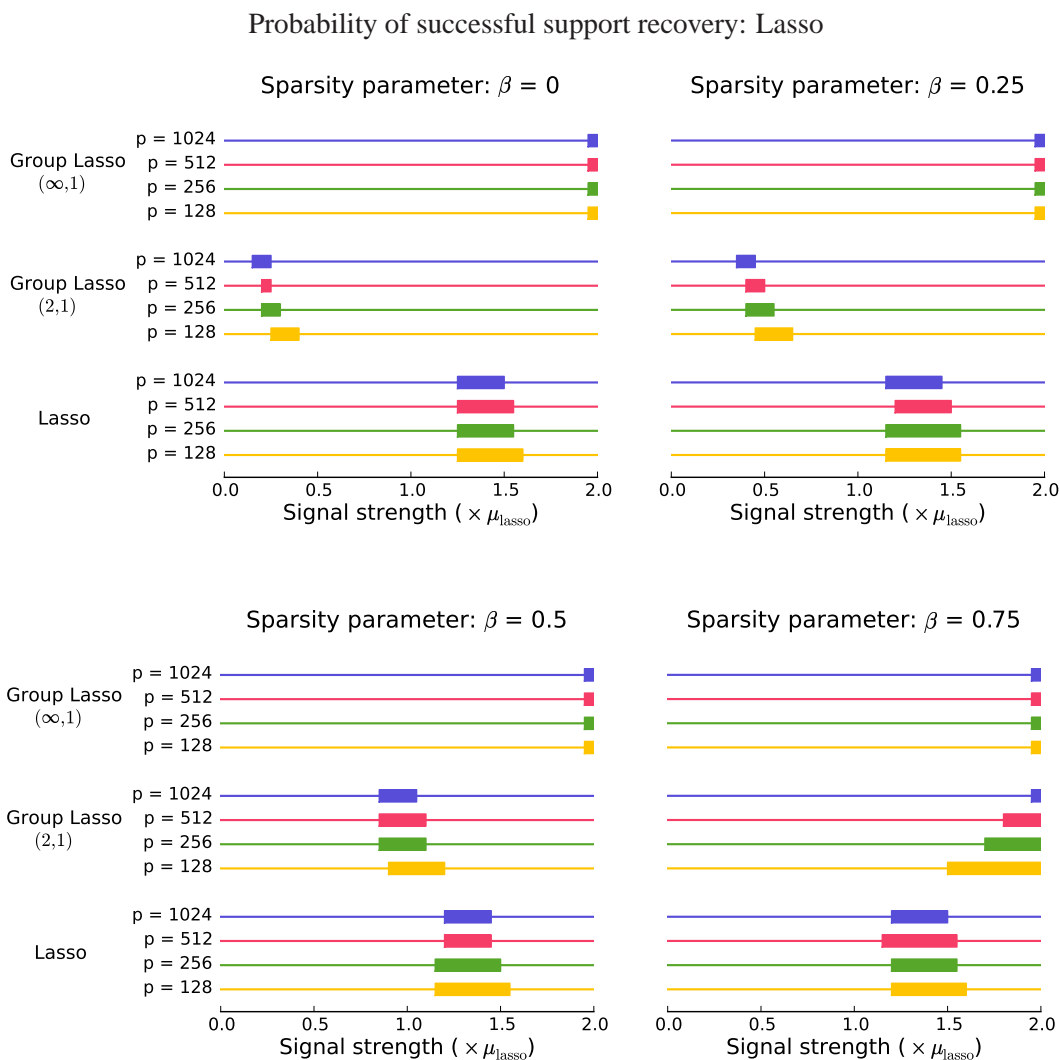 Probability of successful support recovery: Lasso
Sparsity parameter: β = 0
Group Lasso
(∞,1)
p = 1024
p = 512
p = 256
p = 128
Group Lasso
(2,1)
p = 1024
p = 512
p = 256
p = 128
Lasso
p = 1024
p = 512
p = 256
p = 128
0.0 0.5 1.0 1.5 2.0
Signal strength ( × μlasso)
Sparsity parameter: β = 0.25
0.0 0.5 1.0 1.5 2.0
Signal strength ( × μlasso)
Sparsity parameter: β = 0.5
Group Lasso
(∞,1)
p = 1024
p = 512
p = 256
p = 128
Group Lasso
(2,1)
p = 1024
p = 512
p = 256
p = 128
Lasso
p = 1024
p = 512
p = 256
p = 128
0.0 0.5 1.0 1.5 2.0
Signal strength ( × μlasso)
Sparsity parameter: β = 0.75
0.0 0.5 1.0 1.5 2.0
Signal strength ( × μlasso)